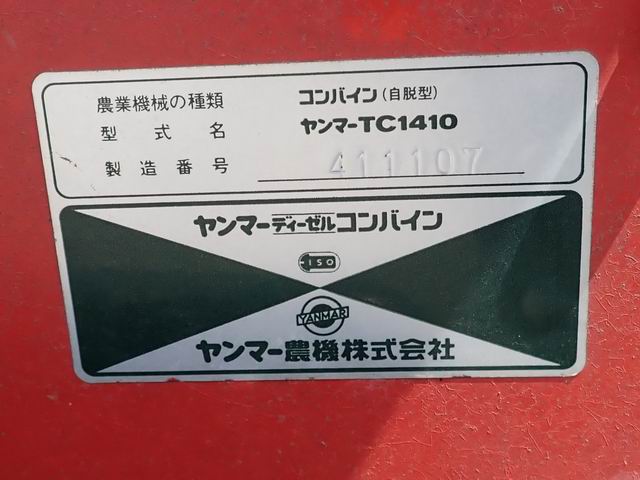 農業機械の種類 コンバイン(自脱型)
型式名 ヤンマーTC1410
製造番号 411107
ヤンマーディーゼルコンバイン
ISO
YANMAR
ヤンマー農機株式会社